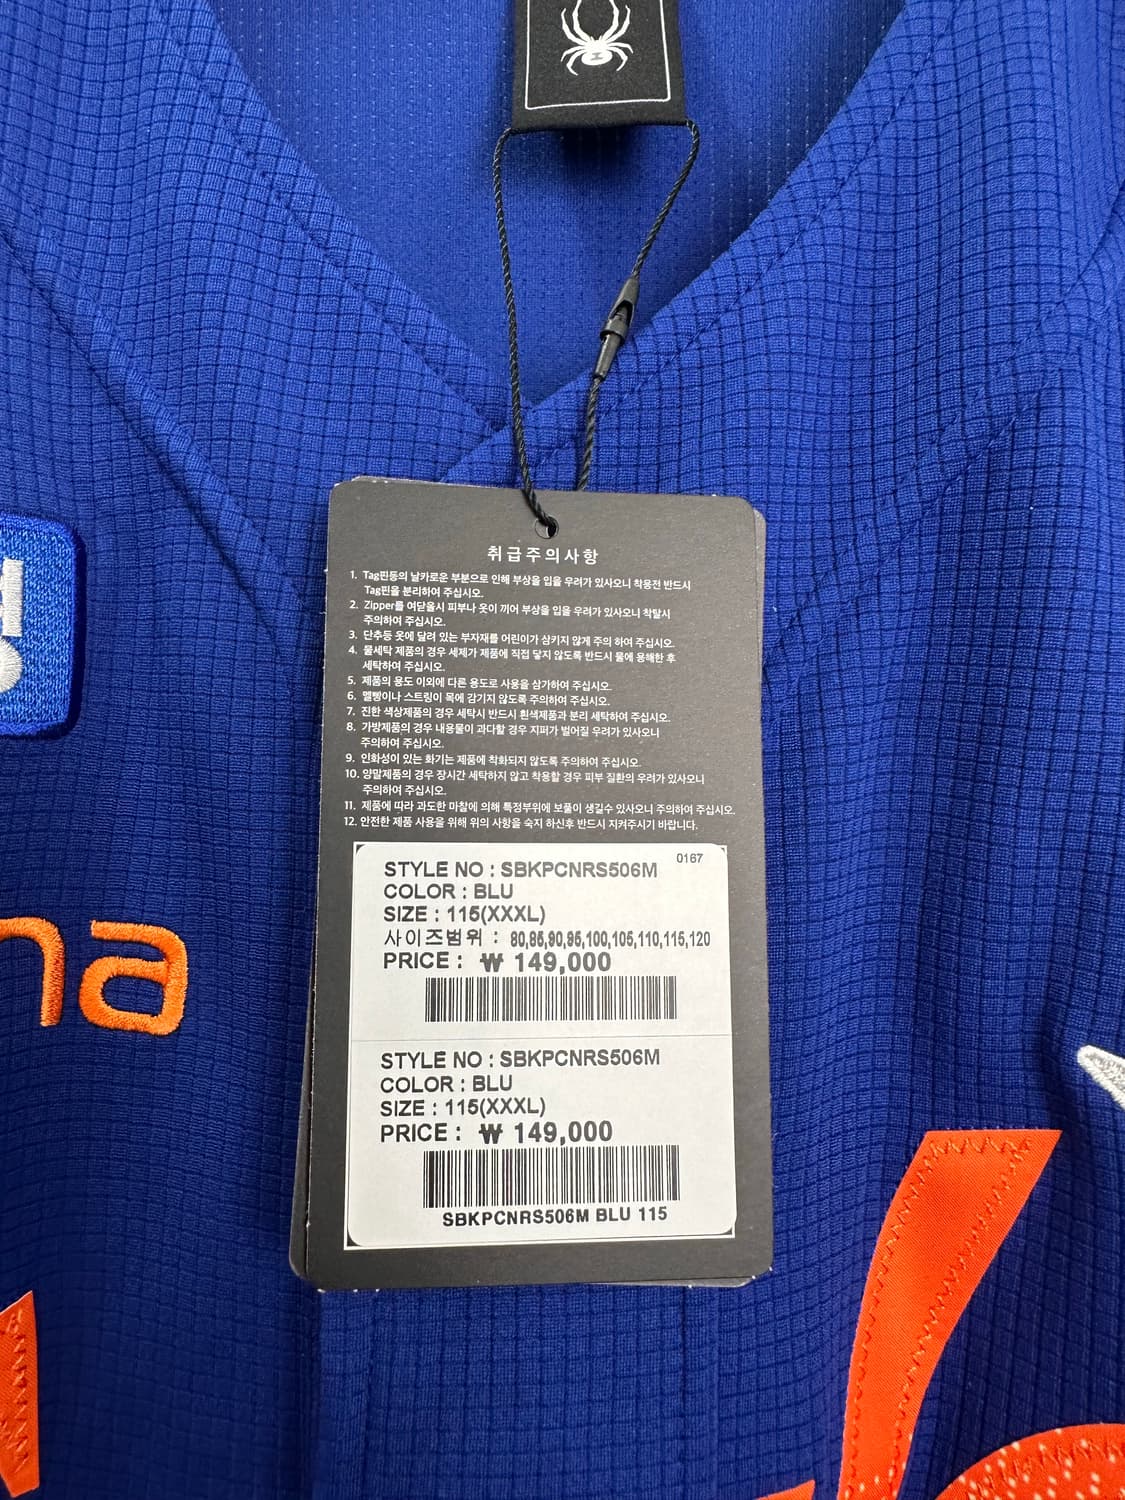 취급주의사항
1. Tag핀등의 날카로운 부분으로 인해 부상을 입을 우려가 있사오니 착용전 반드시
Tag핀을 분리하여 주십시오.
2. Zipper를 여닫을시 피부나 옷이 끼어 부상을 입을 우려가 있사오니 착탈시
주의하여 주십시오.
3. 단추등 옷에 달려 있는 부자재를 어린이가 삼키지 않게 주의 하여 주십시오.
4. 물세탁 제품의 경우 세제가 제품에 직접 닿지 않도록 반드시 물에 용해한 후
세탁하여 주십시오.
5. 제품의 용도 이외에 다른 용도로 사용을 삼가하여 주십시오.
6. 멜빵이나 스트링이 목에 감기지 않도록 주의하여 주십시오.
7. 진한 색상제품의 경우 세탁시 반드시 흰색제품과 분리 세탁하여 주십시오.
8. 가방제품의 경우 내용물이 과다할 경우 지퍼가 벌어질 우려가 있사오니
주의하여 주십시오.
9. 인화성이 있는 화기는 제품에 착화되지 않도록 주의하여 주십시오.
10. 양말제품의 경우 장시간 세탁하지 않고 착용할 경우 피부 질환의 우려가 있사오니
주의하여 주십시오.
11. 제품에 따라 과도한 마찰에 의해 특정부위에 보풀이 생길수 있사오니 주의하여 주십시오.
12. 안전한 제품 사용을 위해 위의 사항을 숙지 하신후 반드시 지켜주시기 바랍니다.
0167
STYLE NO : SBKPCNRS506M
COLOR : BLU
SIZE : 115(XXXL)
사이즈범위 : 80,85,90,95,100,105,110,115,120
PRICE : ₩ 149,000
STYLE NO : SBKPCNRS506M
COLOR : BLU
SIZE : 115(XXXL)
PRICE : ₩ 149,000
SBKPCNRS506M BLU 115
na